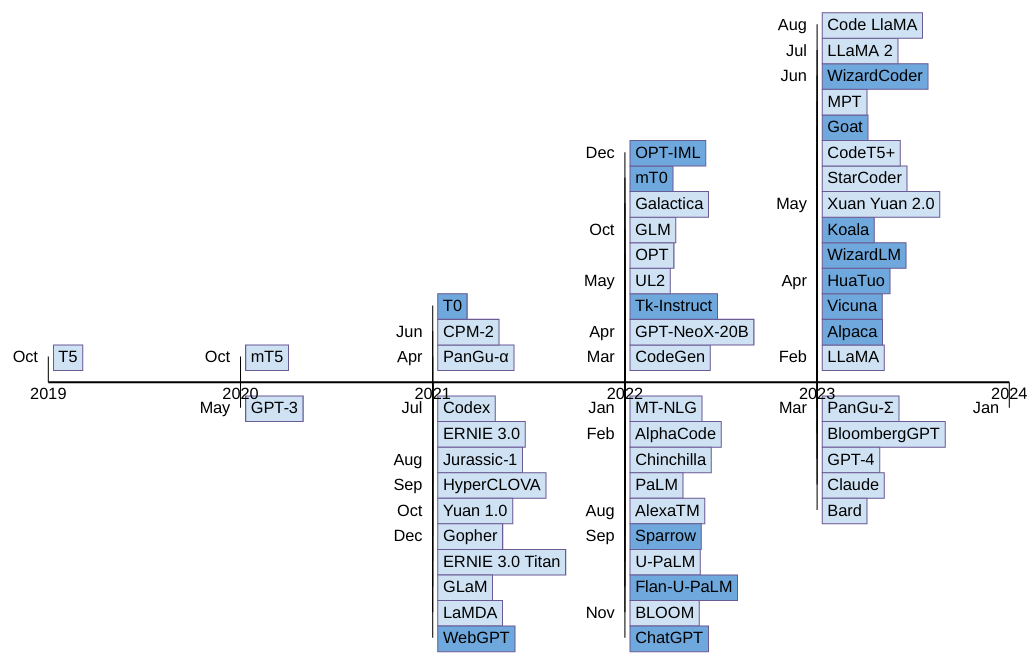 Aug Code LlaMA
Jul LLaMA 2
Jun WizardCoder
MPT
Goat
Dec OPT-IML CodeT5+
mT0 StarCoder
Galactica May Xuan Yuan 2.0
Oct GLM Koala
OPT WizardLM
May UL2 Apr HuaTuo
T0 Tk-Instruct Vicuna
Jun CPM-2 Apr GPT-NeoX-20B Alpaca
Oct T5 Oct mT5 Apr PanGu-α Mar CodeGen Feb LLaMA
2019 2020 2021 2022 2023 2024
May GPT-3 Jul Codex Jan MT-NLG Mar PanGu-Σ Jan
ERNIE 3.0 Feb AlphaCode BloombergGPT
Aug Jurassic-1 Chinchilla GPT-4
Sep HyperCLOVA PaLM Claude
Oct Yuan 1.0 Aug AlexaTM Bard
Dec Gopher Sep Sparrow
ERNIE 3.0 Titan U-PaLM
GLaM Flan-U-PaLM
LaMDA Nov BLOOM
WebGPT ChatGPT